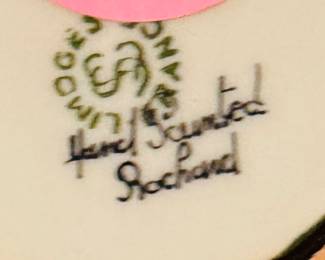 LIMOGES FRANCE
Hand Painted
Rochard